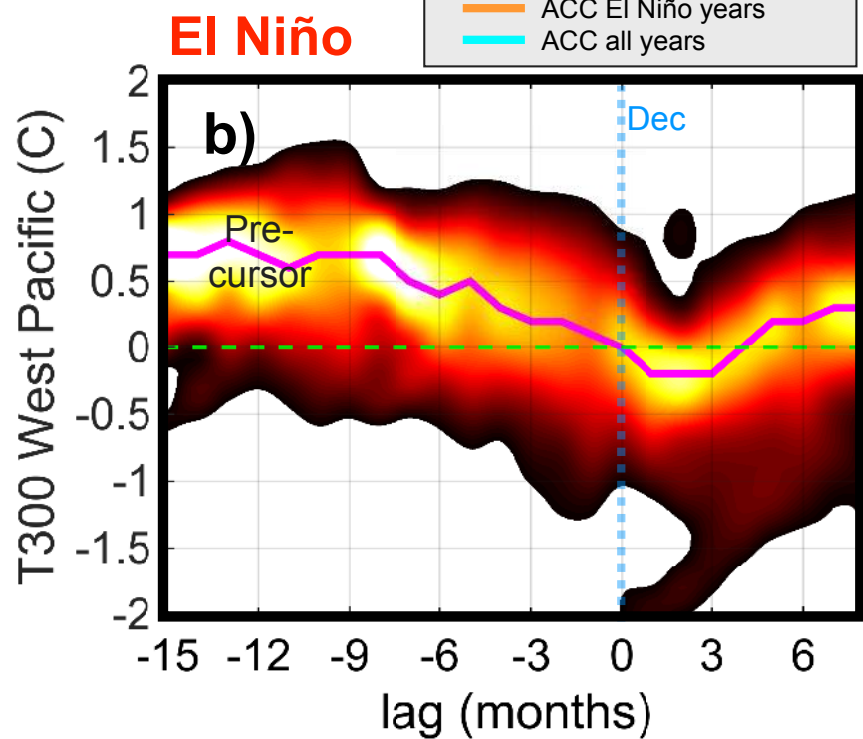 El Niño
ACC El Niño years
ACC all years
b)
Dec
Pre-
cursor
T300 West Pacific (C)
2
1.5
1
0.5
0
-0.5
-1
-1.5
-2
-15 -12 -9 -6 -3 0 3 6
lag (months)